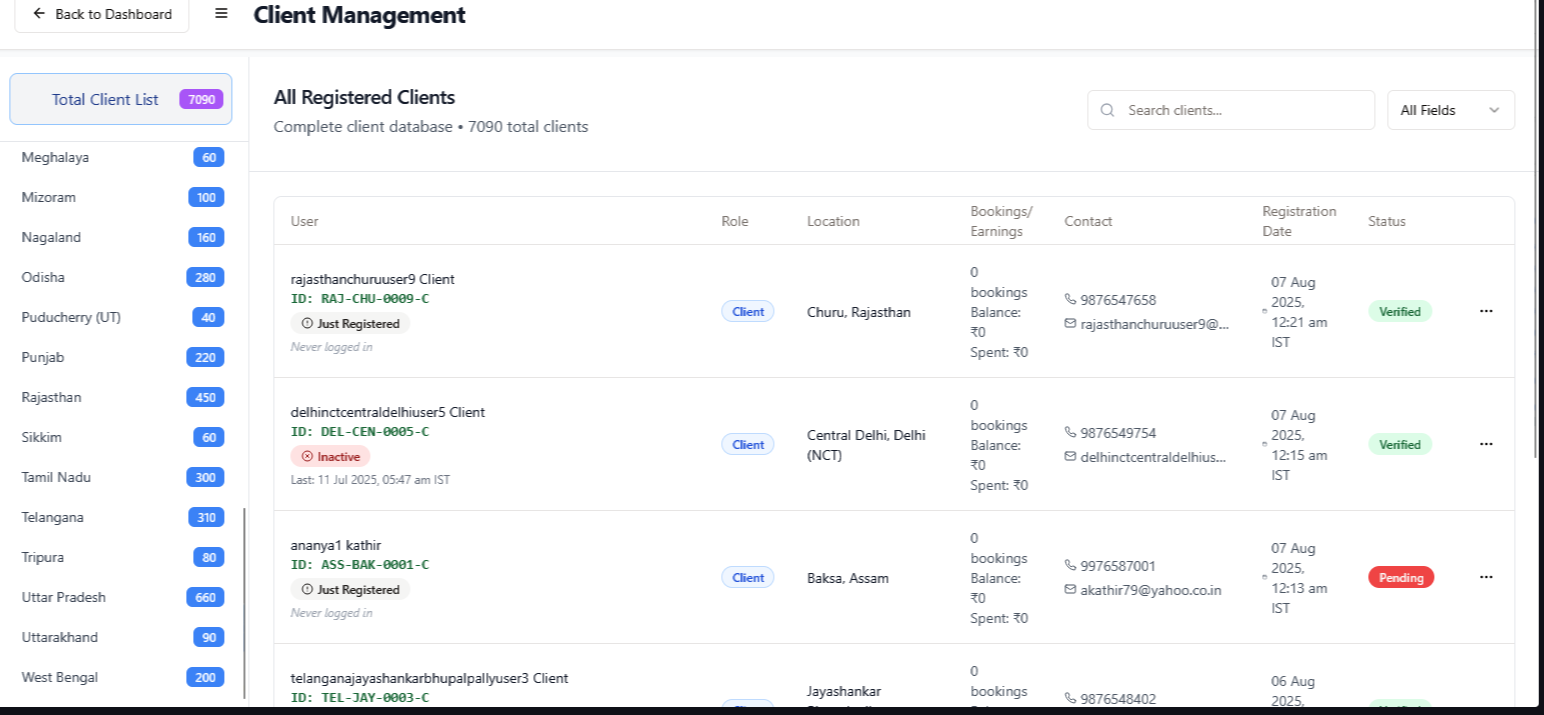 Back to Dashboard
Client Management
Total Client List 7090
Meghalaya 60
Mizoram 100
Nagaland 160
Odisha 280
Puducherry (UT) 40
Punjab 220
Rajasthan 450
Sikkim 60
Tamil Nadu 300
Telangana 310
Tripura 80
Uttar Pradesh 660
Uttarakhand 90
West Bengal 200
All Registered Clients
Complete client database • 7090 total clients
Search clients...
All Fields
User
Role
Location
Bookings/
Earnings
Contact
Registration
Date
Status
rajasthanchuruuser9 Client
ID: RAJ-CHU-0009-C
Just Registered
Never logged in
Client
Churu, Rajasthan
0
bookings
Balance:
₹0
Spent: ₹0
9876547658
rajasthanchuruuser9@...
07 Aug
2025,
12:21 am
IST
Verified
delhinctcentraldelhiuser5 Client
ID: DEL-CEN-0005-C
Inactive
Last: 11 Jul 2025, 05:47 am IST
Client
Central Delhi, Delhi
(NCT)
0
bookings
Balance:
₹0
Spent: ₹0
9876549754
delhinctcentraldelhius...
07 Aug
2025,
12:15 am
IST
Verified
ananya1 kathir
ID: ASS-BAK-0001-C
Just Registered
Never logged in
Client
Baksa, Assam
0
bookings
Balance:
₹0
Spent: ₹0
9976587001
akathir79@yahoo.co.in
07 Aug
2025,
12:13 am
IST
Pending
telanganajayashankarbhupalpallyuser3 Client
ID: TEL-JAY-0003-C
Jayashankar
0
bookings
9876548402
06 Aug
2025,